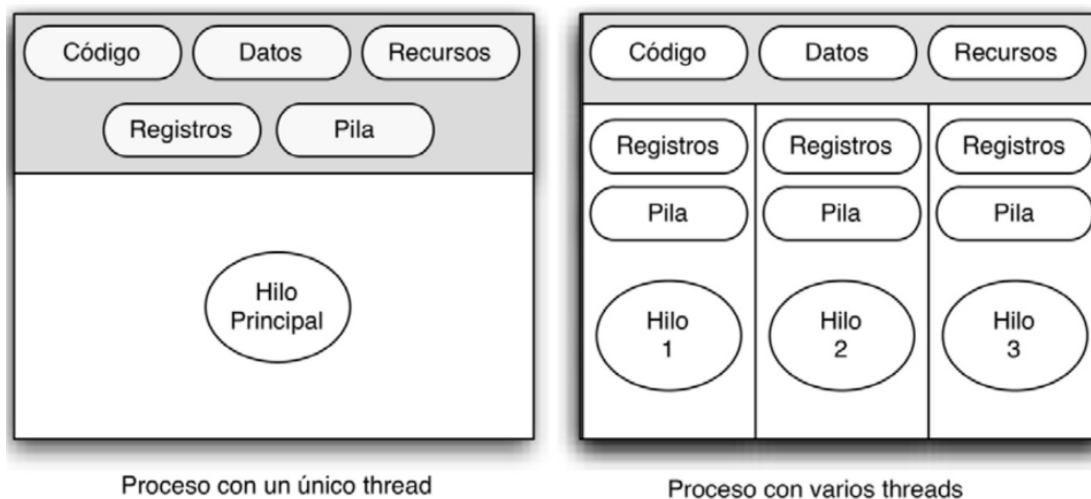 Código Datos Recursos
Registros Pila
Hilo
Principal
Proceso con un único thread
Código Datos Recursos
Registros Registros Registros
Pila Pila Pila
Hilo Hilo Hilo
1 2 3
Proceso con varios threads